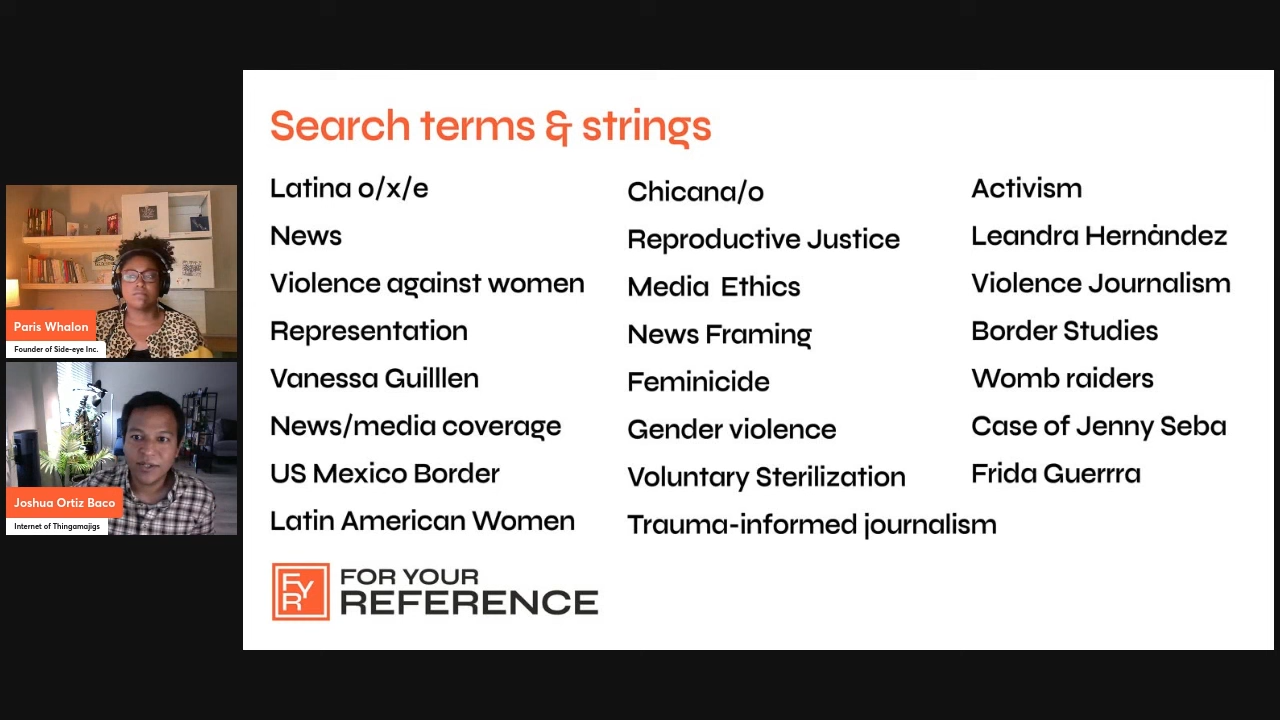 Search terms & strings
Latina o/x/e
News
Violence against women
Representation
Vanessa Guilllen
News/media coverage
US Mexico Border
Latin American Women
Chicana/o
Reproductive Justice
Media Ethics
News Framing
Feminicide
Gender violence
Voluntary Sterilization
Trauma-informed journalism
Activism
Leandra Hernández
Violence Journalism
Border Studies
Womb raiders
Case of Jenny Seba
Frida Guerrra
FYR
FOR YOUR
REFERENCE
Paris Whalon
Founder of Side-eye Inc.
Joshua Ortiz Baco
Internet of Thingamajigs